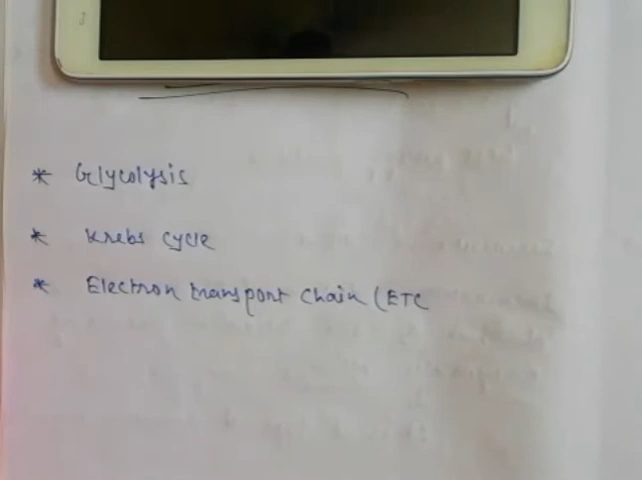 * Glycolysis
* Krebs cycle
* Electron transport chain (ETC